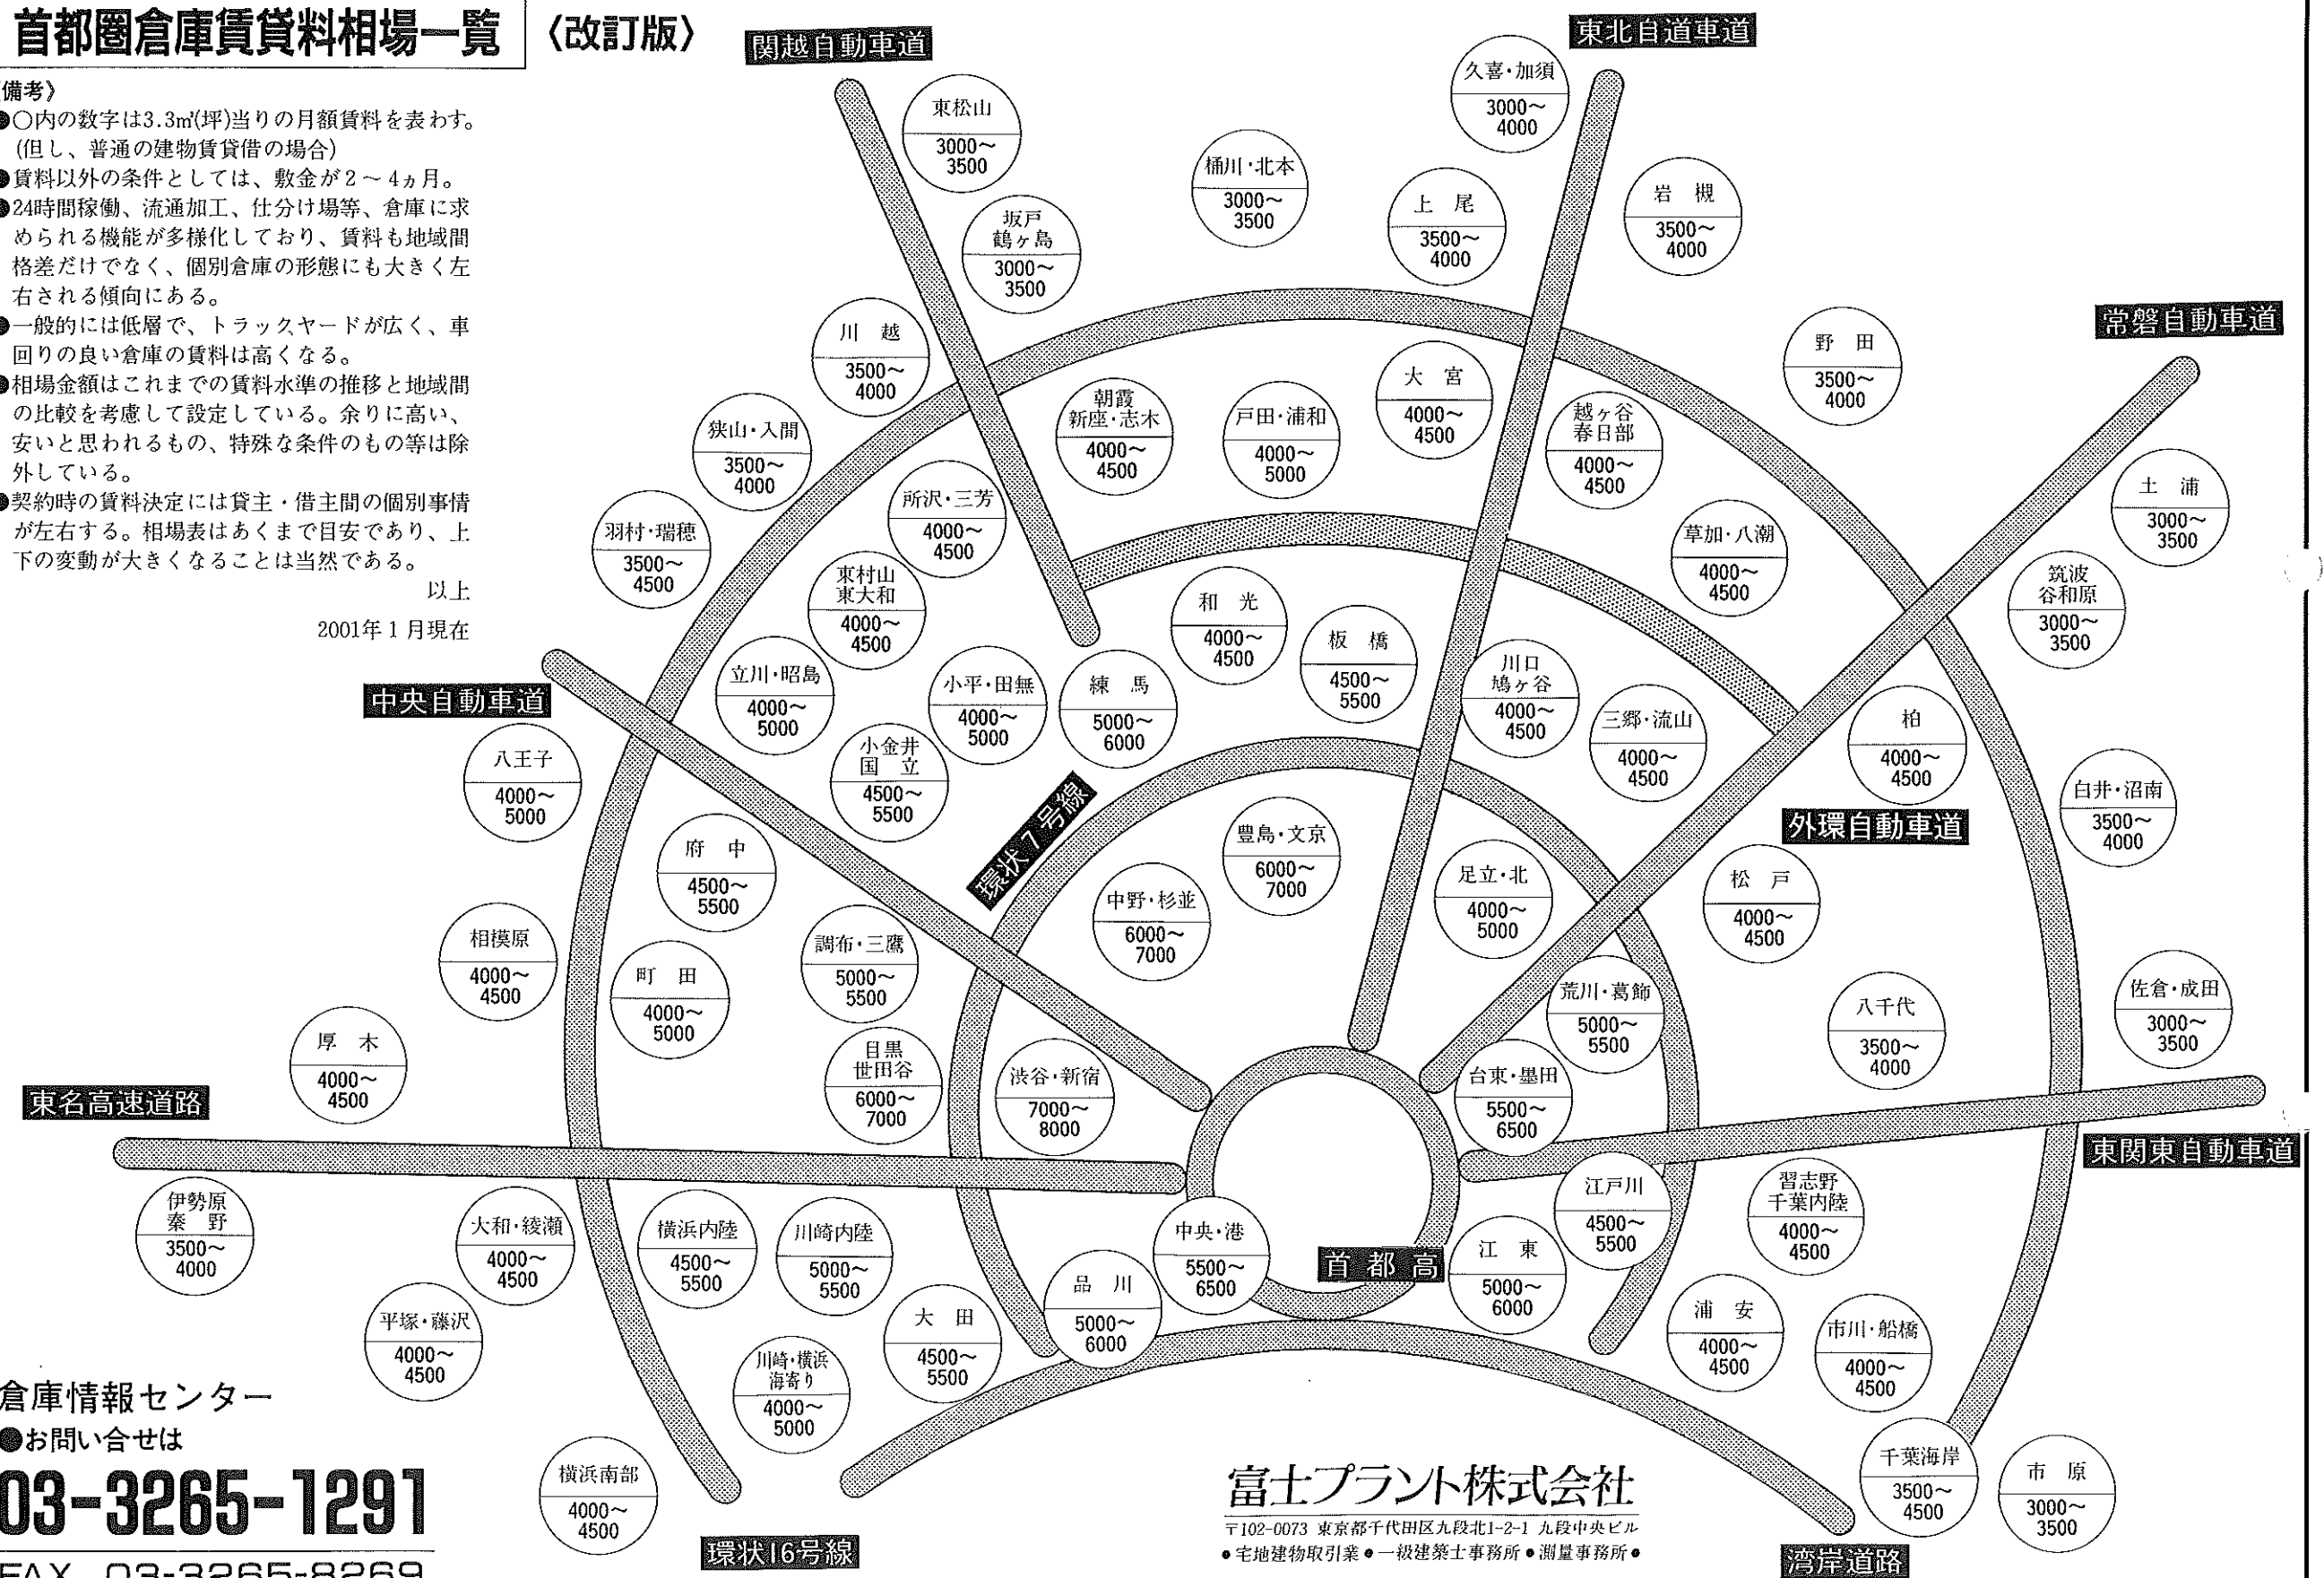 首都圏倉庫賃貸料相場一覧
〈改訂版〉
備考》
●○内の数字は3.3㎡(坪)当りの月額賃料を表わす。
(但し、普通の建物賃貸借の場合)
●賃料以外の条件としては、敷金が2～4ヵ月。
●24時間稼働、流通加工、仕分け場等、倉庫に求
められる機能が多様化しており、賃料も地域間
格差だけでなく、個別倉庫の形態にも大きく左
右される傾向にある。
●一般的には低層で、トラックヤードが広く、車
回りの良い倉庫の賃料は高くなる。
●相場金額はこれまでの賃料水準の推移と地域間
の比較を考慮して設定している。余りに高い、
安いと思われるもの、特殊な条件のもの等は除
外している。
●契約時の賃料決定には貸主・借主間の個別事情
が左右する。相場表はあくまで目安であり、上
下の変動が大きくなることは当然である。
以上
2001年1月現在
関越自動車道
東北自道車道
常磐自動車道
中央自動車道
外環自動車道
環状7号線
東名高速道路
東関東自動車道
首都高
環状16号線
湾岸道路
東松山
3000～
3500
久喜・加須
3000～
4000
桶川・北本
3000～
3500
上尾
3500～
4000
岩槻
3500～
4000
坂戸
鶴ヶ島
3000～
3500
川越
3500～
4000
野田
3500～
4000
狭山・入間
3500～
4000
朝霞
新座・志木
4000～
4500
戸田・浦和
4000～
5000
大宮
4000～
4500
越ヶ谷
春日部
4000～
4500
土浦
3000～
3500
羽村・瑞穂
3500～
4500
所沢・三芳
4000～
4500
草加・八潮
4000～
4500
筑波
谷和原
3000～
3500
東村山
東大和
4000～
4500
和光
4000～
4500
板橋
4500～
5500
川口
鳩ヶ谷
4000～
4500
立川・昭島
4000～
5000
小平・田無
4000～
5000
練馬
5000～
6000
三郷・流山
4000～
4500
柏
4000～
4500
八王子
4000～
5000
小金井
国立
4500～
5500
白井・沼南
3500～
4000
府中
4500～
5500
豊島・文京
6000～
7000
中野・杉並
6000～
7000
足立・北
4000～
5000
松戸
4000～
4500
相模原
4000～
4500
町田
4000～
5000
調布・三鷹
5000～
5500
荒川・葛飾
5000～
5500
八千代
3500～
4000
佐倉・成田
3000～
3500
厚木
4000～
4500
目黒
世田谷
6000～
7000
渋谷・新宿
7000～
8000
台東・墨田
5500～
6500
伊勢原
秦野
3500～
4000
大和・綾瀬
4000～
4500
横浜内陸
4500～
5500
川崎内陸
5000～
5500
中央・港
5500～
6500
江東
5000～
6000
江戸川
4500～
5500
習志野
千葉内陸
4000～
4500
平塚・藤沢
4000～
4500
大田
4500～
5500
品川
5000～
6000
浦安
4000～
4500
市川・船橋
4000～
4500
川崎・横浜
海寄り
4000～
5000
横浜南部
4000～
4500
千葉海岸
3500～
4500
市原
3000～
3500
倉庫情報センター
●お問い合せは
03-3265-1291
FAX 03-3265-8269
富士プラント株式会社
〒102-0073 東京都千代田区九段北1-2-1 九段中央ビル
●宅地建物取引業●一級建築士事務所●測量事務所●